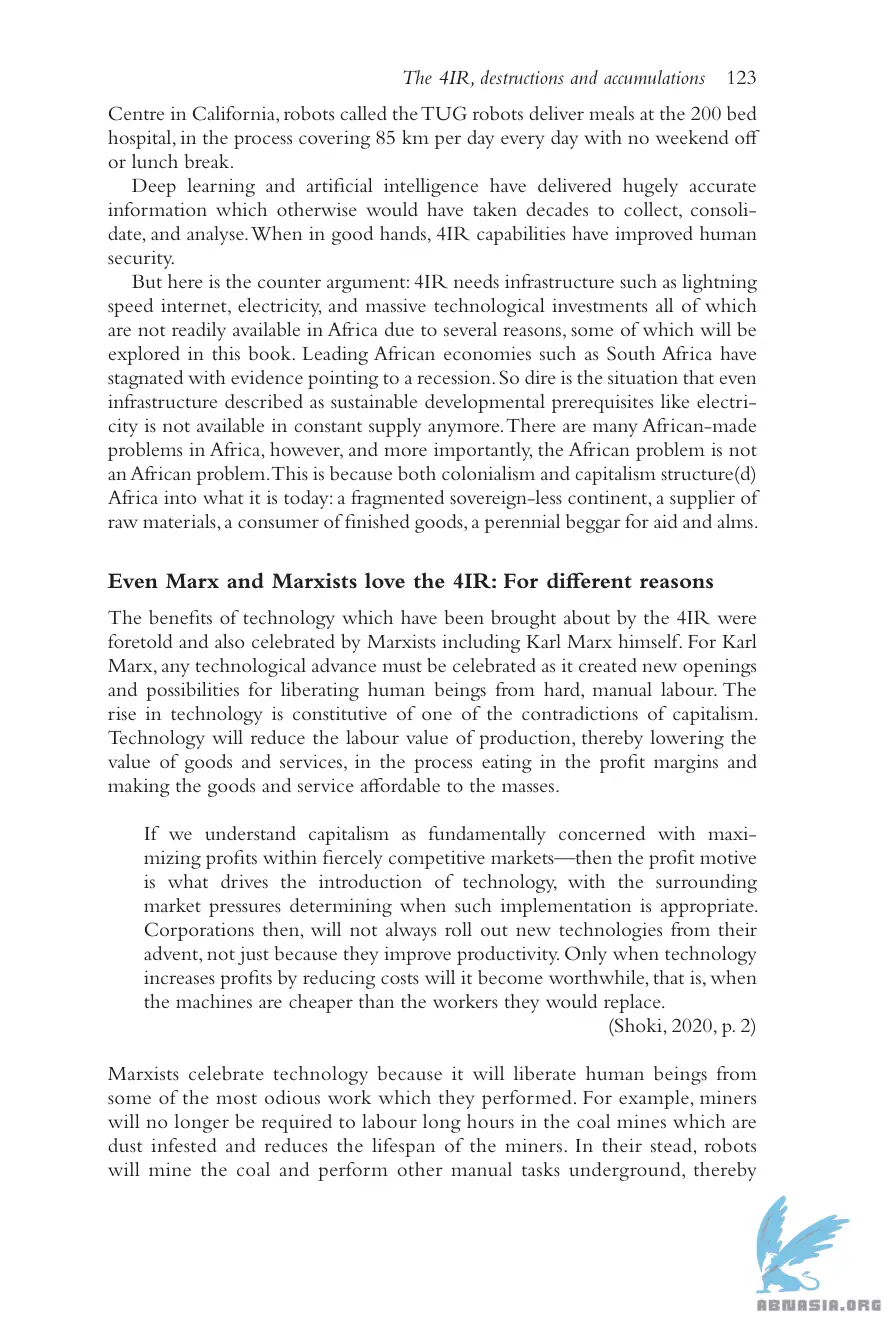 The 4IR, destructions and accumulations 123
Centre in California, robots called the TUG robots deliver meals at the 200 bed
hospital, in the process covering 85 km per day every day with no weekend off
or lunch break.
Deep learning and artificial intelligence have delivered hugely accurate
information which otherwise would have taken decades to collect, consoli-
date, and analyse. When in good hands, 4IR capabilities have improved human
security.
But here is the counter argument: 4IR needs infrastructure such as lightning
speed internet, electricity, and massive technological investments all of which
are not readily available in Africa due to several reasons, some of which will be
explored in this book. Leading African economies such as South Africa have
stagnated with evidence pointing to a recession. So dire is the situation that even
infrastructure described as sustainable developmental prerequisites like electri-
city is not available in constant supply anymore. There are many African-made
problems in Africa, however, and more importantly, the African problem is not
an African problem. This is because both colonialism and capitalism structure(d)
Africa into what it is today: a fragmented sovereign-less continent, a supplier of
raw materials, a consumer of finished goods, a perennial beggar for aid and alms.
Even Marx and Marxists love the 4IR: For different reasons
The benefits of technology which have been brought about by the 4IR were
foretold and also celebrated by Marxists including Karl Marx himself. For Karl
Marx, any technological advance must be celebrated as it created new openings
and possibilities for liberating human beings from hard, manual labour. The
rise in technology is constitutive of one of the contradictions of capitalism.
Technology will reduce the labour value of production, thereby lowering the
value of goods and services, in the process eating in the profit margins and
making the goods and service affordable to the masses.
If we understand capitalism as fundamentally concerned with maxi-
mizing profits within fiercely competitive markets—then the profit motive
is what drives the introduction of technology, with the surrounding
market pressures determining when such implementation is appropriate.
Corporations then, will not always roll out new technologies from their
advent, not just because they improve productivity. Only when technology
increases profits by reducing costs will it become worthwhile, that is, when
the machines are cheaper than the workers they would replace.
(Shoki, 2020, p. 2)
Marxists celebrate technology because it will liberate human beings from
some of the most odious work which they performed. For example, miners
will no longer be required to labour long hours in the coal mines which are
dust infested and reduces the lifespan of the miners. In their stead, robots
will mine the coal and perform other manual tasks underground, thereby
ABNASIA.ORG